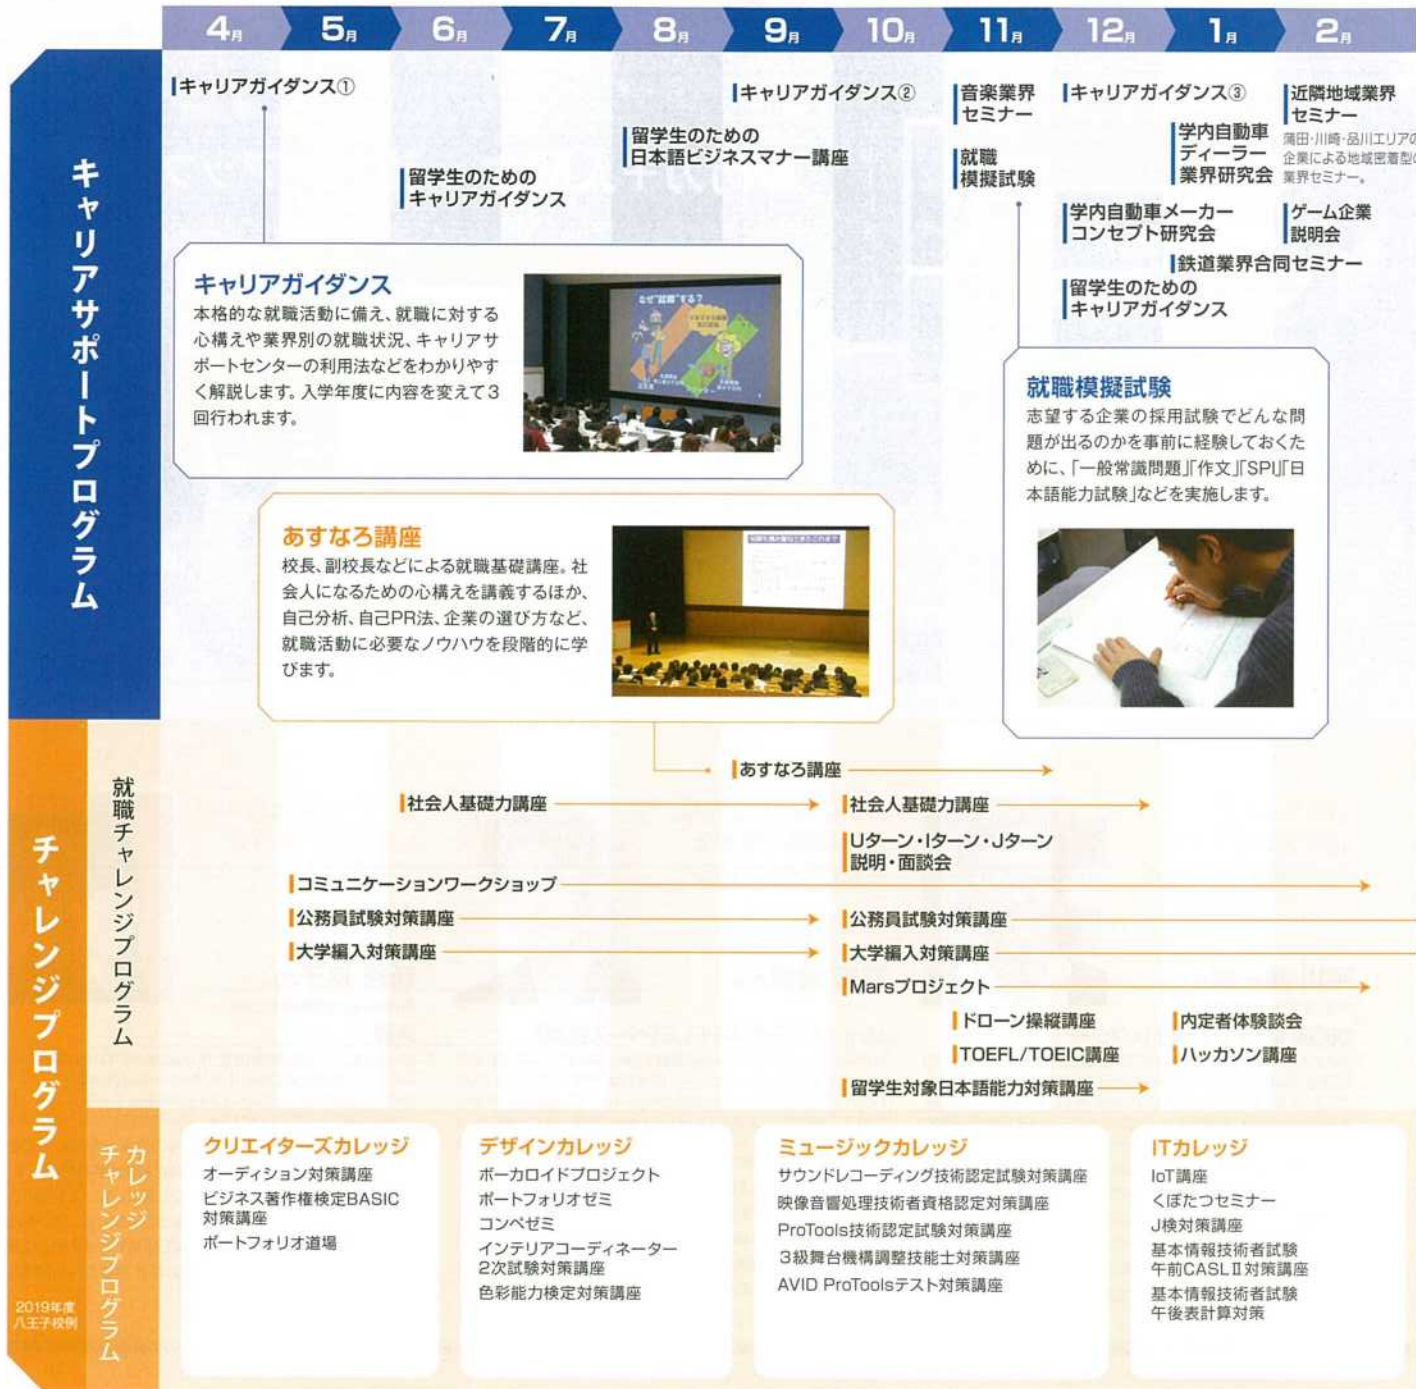 4月
5月
6月
7月
8月
9月
10月
11月
12月
1月
2月
キャリアサポートプログラム
キャリアガイダンス①
留学生のための
キャリアガイダンス
留学生のための
日本語ビジネスマナー講座
キャリアガイダンス②
音楽業界
セミナー
就職
模擬試験
キャリアガイダンス③
学内自動車
ディーラー
業界研究会
近隣地域業界
セミナー
蒲田・川崎・品川エリアの
企業による地域密着型の
業界セミナー。
学内自動車メーカー
コンセプト研究会
ゲーム企業
説明会
鉄道業界合同セミナー
留学生のための
キャリアガイダンス
キャリアガイダンス
本格的な就職活動に備え、就職に対する
心構えや業界別の就職状況、キャリアサ
ポートセンターの利用法などをわかりやす
く解説します。入学年度に内容を変えて3
回行われます。
なぜ"就職"する?
就職模擬試験
志望する企業の採用試験でどんな問
題が出るのかを事前に経験しておくた
めに、「一般常識問題」「作文」「SPI」「日
本語能力試験」などを実施します。
あすなろ講座
校長、副校長などによる就職基礎講座。社
会人になるための心構えを講義するほか、
自己分析、自己PR法、企業の選び方など、
就職活動に必要なノウハウを段階的に学
びます。
チャレンジプログラム
2019年度
八王子校例
就職チャレンジプログラム
あすなろ講座
社会人基礎力講座
社会人基礎力講座
Uターン・Iターン・Jターン
説明・面談会
コミュニケーションワークショップ
公務員試験対策講座
公務員試験対策講座
大学編入対策講座
大学編入対策講座
Marsプロジェクト
ドローン操縦講座
内定者体験談会
TOEFL/TOEIC講座
ハッカソン講座
留学生対象日本語能力対策講座
カレッジ
チャレンジプログラム
クリエイターズカレッジ
オーディション対策講座
ビジネス著作権検定BASIC
対策講座
ポートフォリオ道場
デザインカレッジ
ボーカロイドプロジェクト
ポートフォリオゼミ
コンペゼミ
インテリアコーディネーター
2次試験対策講座
色彩能力検定対策講座
ミュージックカレッジ
サウンドレコーディング技術認定試験対策講座
映像音響処理技術者資格認定対策講座
ProTools技術認定試験対策講座
3級舞台機構調整技能士対策講座
AVID ProToolsテスト対策講座
ITカレッジ
IoT講座
くぼたつセミナー
J検対策講座
基本情報技術者試験
午前CASLⅡ対策講座
基本情報技術者試験
午後表計算対策